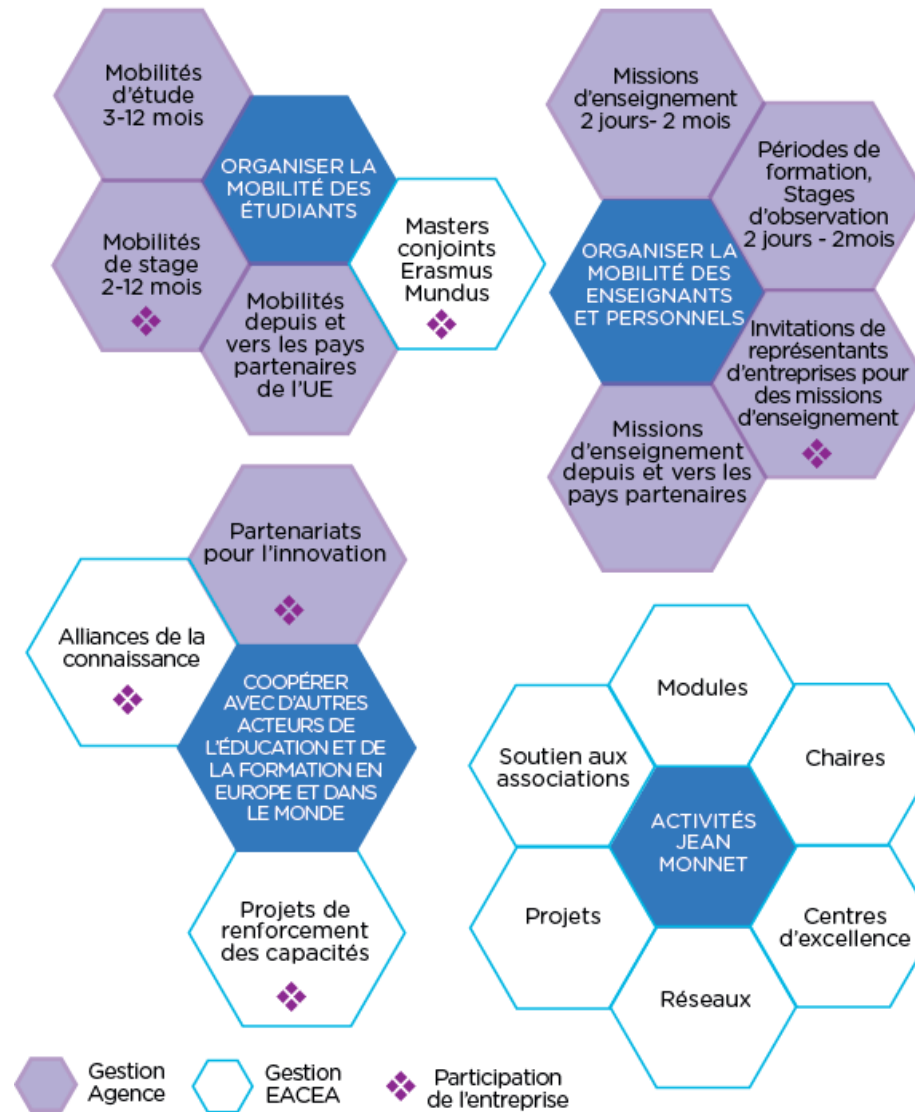 Mobilités
d'étude
3-12 mois
ORGANISER LA
MOBILITÉ DES
ÉTUDIANTS
Mobilités
de stage
2-12 mois
Mobilités
depuis et
vers les pays
partenaires
de l'UE
Masters
conjoints
Erasmus
Mundus
Missions
d'enseignement
2 jours- 2 mois
Périodes de
formation,
Stages
d'observation
2 jours - 2mois
ORGANISER LA
MOBILITÉ DES
ENSEIGNANTS
ET PERSONNELS
Invitations de
représentants
d'entreprises pour
des missions
d'enseignement
Missions
d'enseignement
depuis et vers les
pays partenaires
Partenariats
pour l'innovation
Alliances de la
connaissance
COOPÉRER
AVEC D'AUTRES
ACTEURS DE
L'ÉDUCATION ET DE
LA FORMATION EN
EUROPE ET DANS
LE MONDE
Projets de
renforcement
des capacités
Modules
Soutien aux
associations
Chaires
ACTIVITÉS
JEAN
MONNET
Projets
Centres
d'excellence
Réseaux
Gestion
Agence
Gestion
EACEA
Participation
de l'entreprise